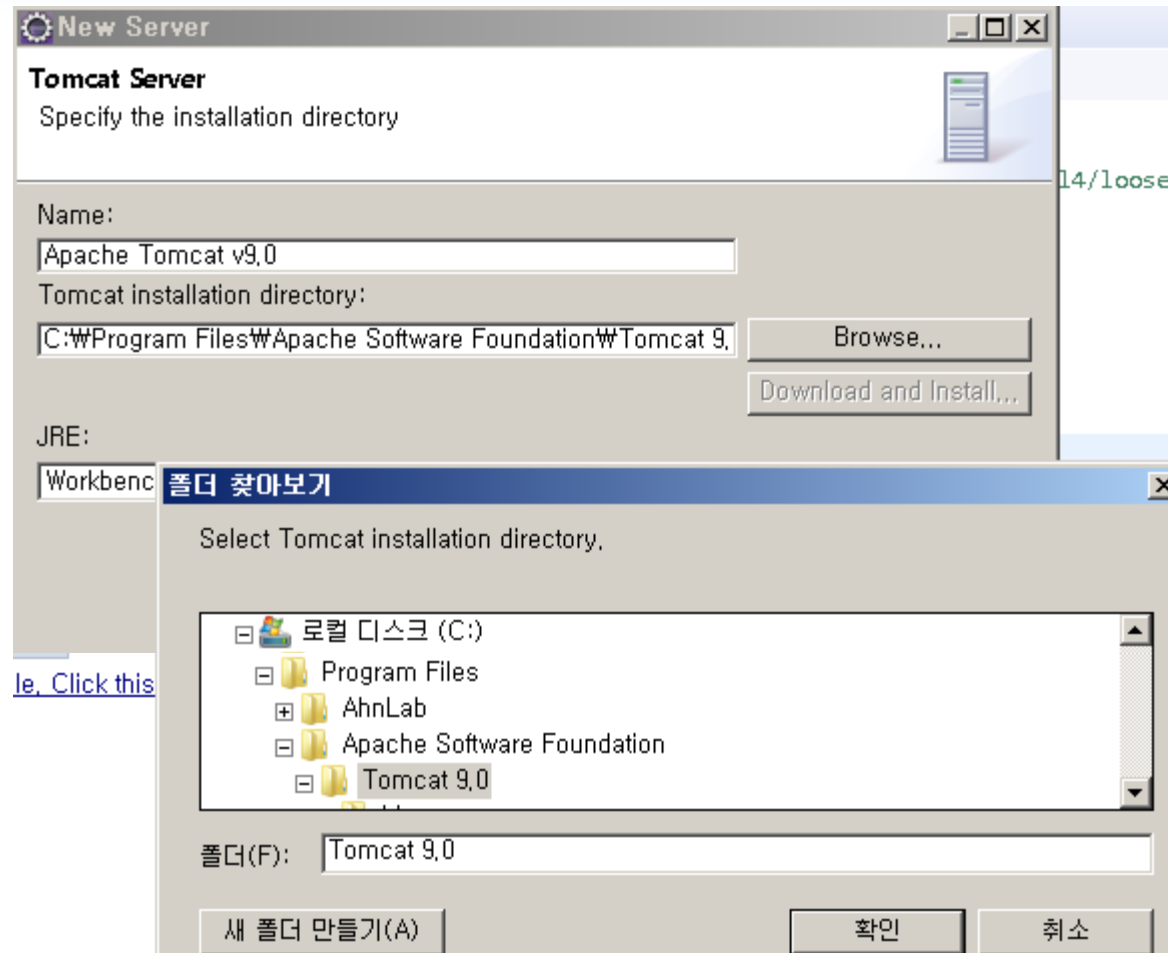 New Server
Tomcat Server
Specify the installation directory
14/loose
Name:
Apache Tomcat v9,0
Tomcat installation directory:
C:₩Program Files₩Apache Software Foundation₩Tomcat 9,
Browse,,,
Download and Install,,,
JRE:
Workbenc
폴더 찾아보기
Select Tomcat installation directory,
로컬 디스크 (C:)
Program Files
AhnLab
Apache Software Foundation
Tomcat 9,0
le, Click this
폴더(F):
Tomcat 9,0
새 폴더 만들기(A)
확인
취소